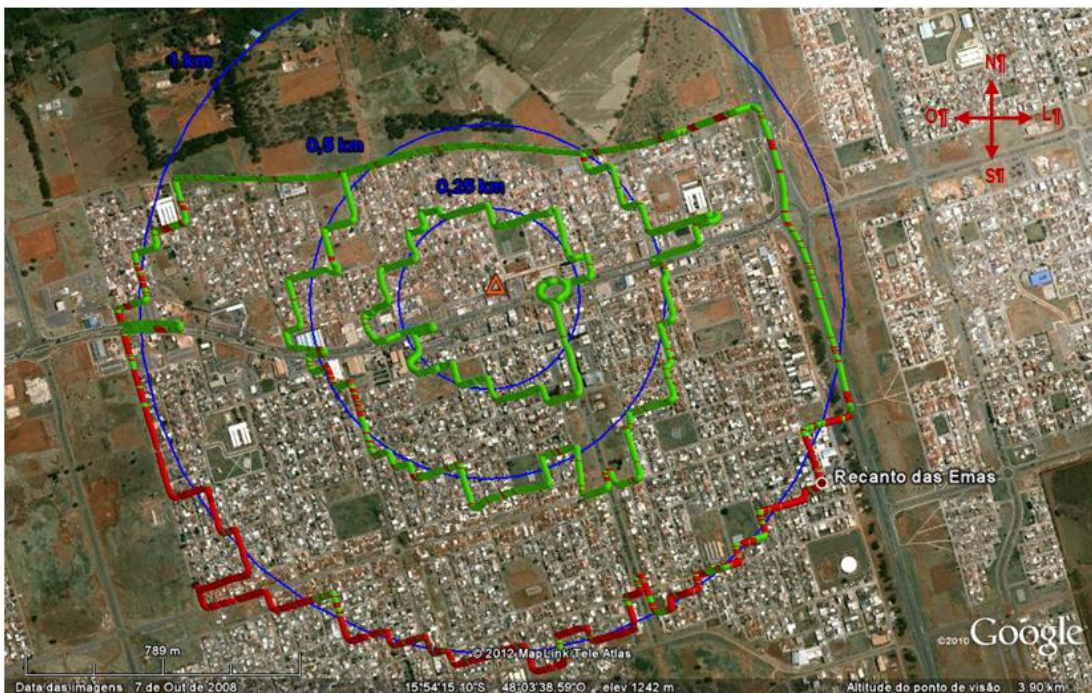 1 km
0,5 km
0,25 km
N¶
O¶
L¶
S¶
Recanto das Emas
©2010 Google
© 2012 MapLink Tele Atlas
789 m
Data das imagens: 7 de Out de 2008
15°54'15.10"S 48°03'38.59"O elev 1242 m
Altitude do ponto de visão 3.90 km